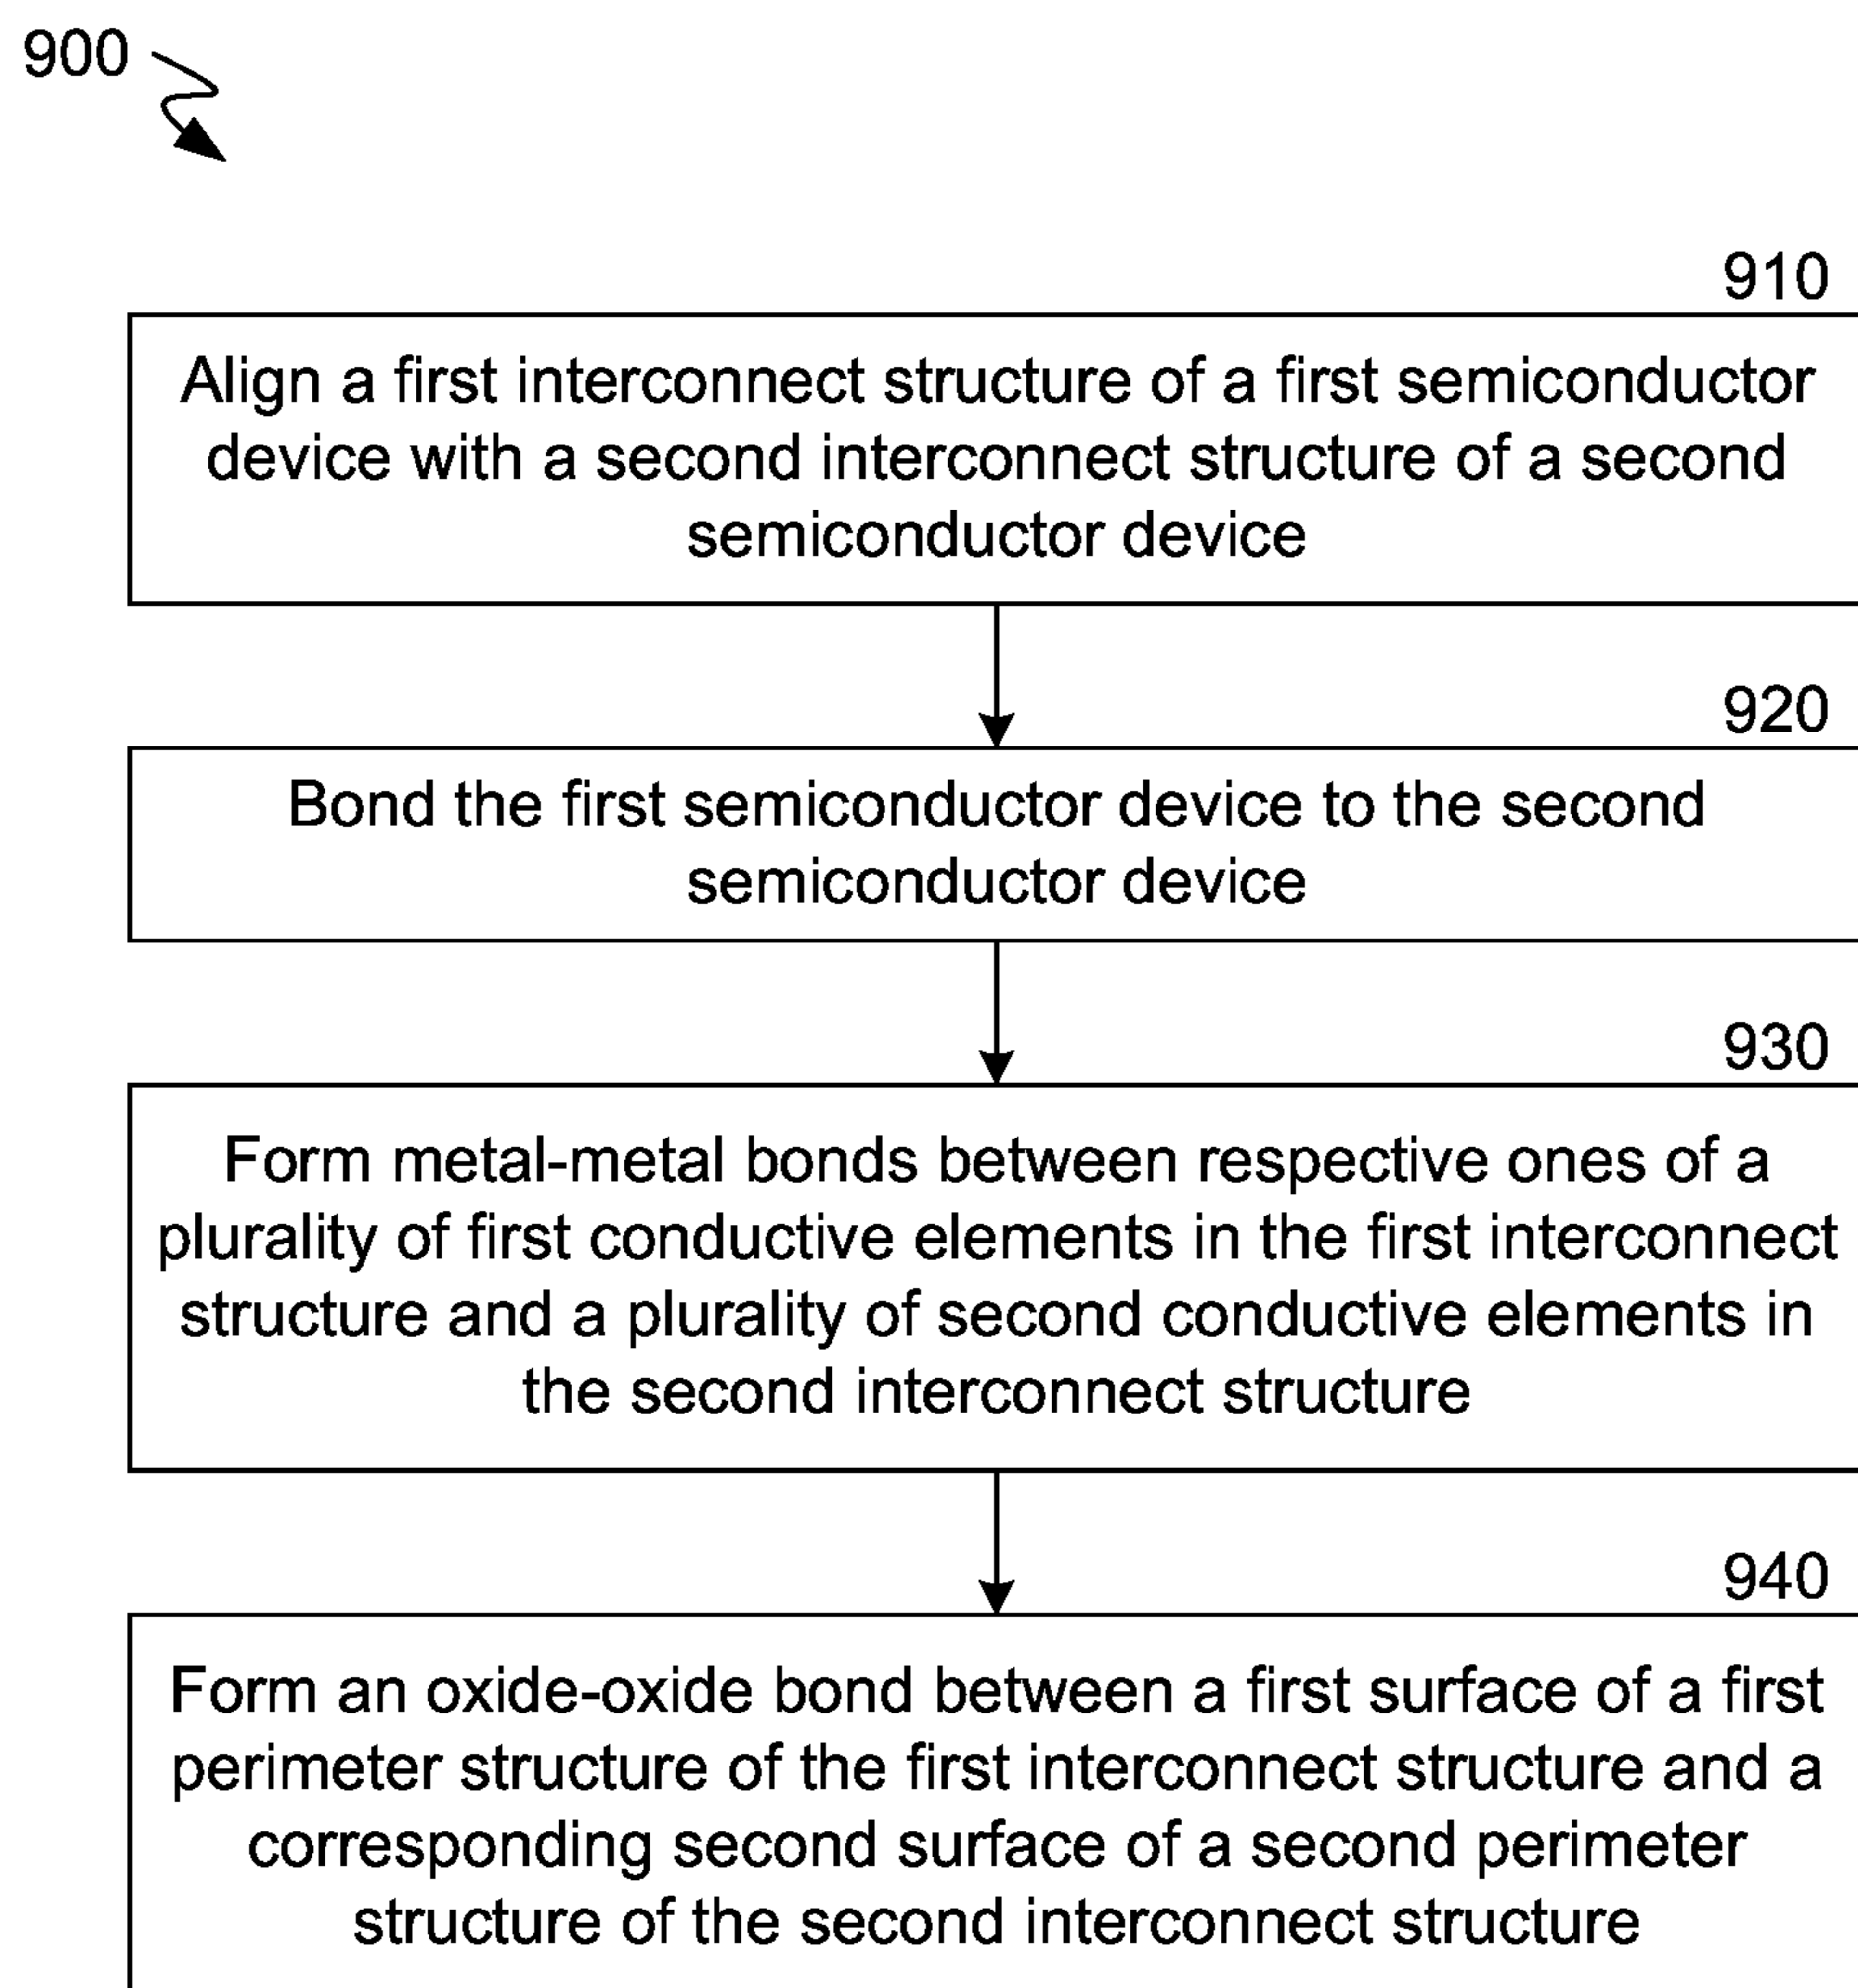 900
910
Align a first interconnect structure of a first semiconductor
device with a second interconnect structure of a second
semiconductor device
920
Bond the first semiconductor device to the second
semiconductor device
930
Form metal-metal bonds between respective ones of a
plurality of first conductive elements in the first interconnect
structure and a plurality of second conductive elements in
the second interconnect structure
940
Form an oxide-oxide bond between a first surface of a first
perimeter structure of the first interconnect structure and a
corresponding second surface of a second perimeter
structure of the second interconnect structure